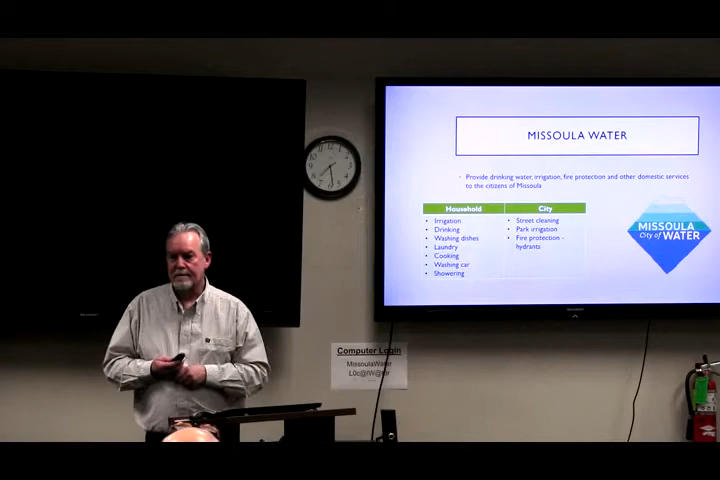 MISSOULA WATER
Provide drinking water, irrigation, fire protection and other domestic services
to the citizens of Missoula
Household
Irrigation
Drinking
Washing dishes
Laundry
Cooking
Washing car
Showering
City
Street cleaning
Park irrigation
Fire protection -
hydrants
MISSOULA
City of WATER
Computer Login
MissoulaWater